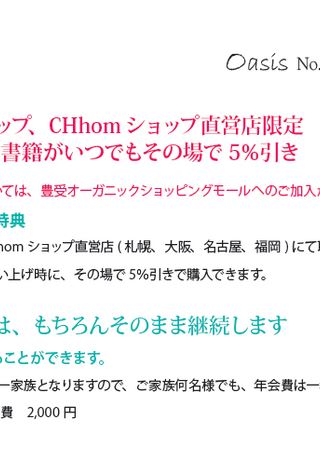 Oasis No.
ップ、CHhom ショップ直営店限定
書籍がいつでもその場で 5%引き
いては、豊受オーガニックショッピングモールへのご加入が
特典
hom ショップ直営店 ( 札幌、大阪、名古屋、福岡 ) にて
い上げ時に、その場で 5%引きで購入できます。
は、もちろんそのまま継続します
ることができます。
一家族となりますので、ご家族何名様でも、年会費は一
費　2,000 円